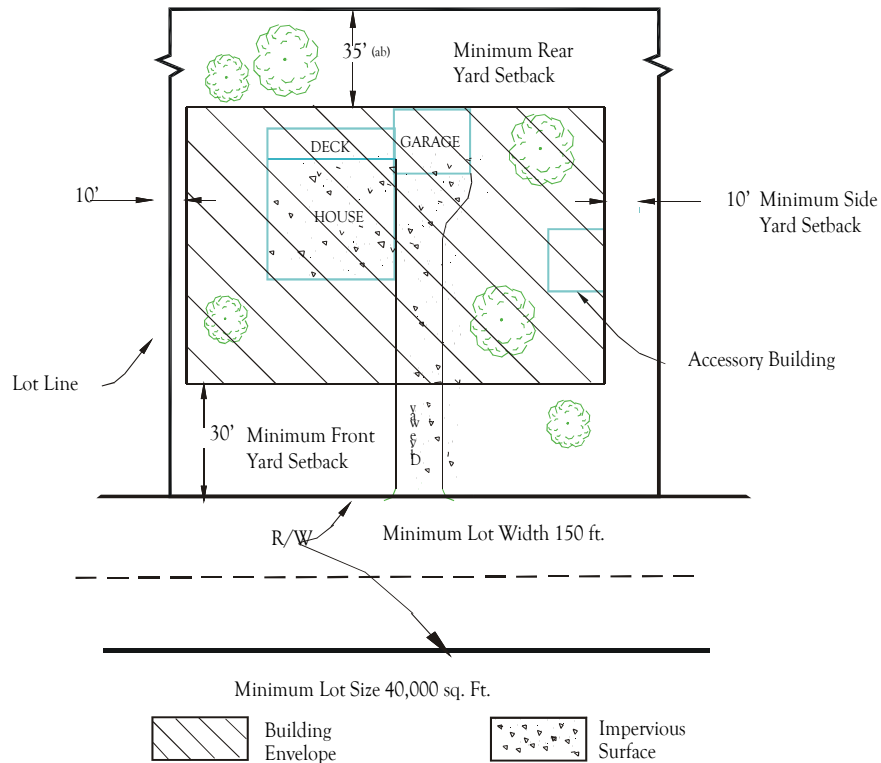 35’ (ab)
Minimum Rear
Yard Setback
DECK
GARAGE
HOUSE
10’
10’ Minimum Side
Yard Setback
Accessory Building
Lot Line
30’ Minimum Front
Yard Setback
Driveway
R/W
Minimum Lot Width 150 ft.
Minimum Lot Size 40,000 sq. Ft.
Building
Envelope
Impervious
Surface